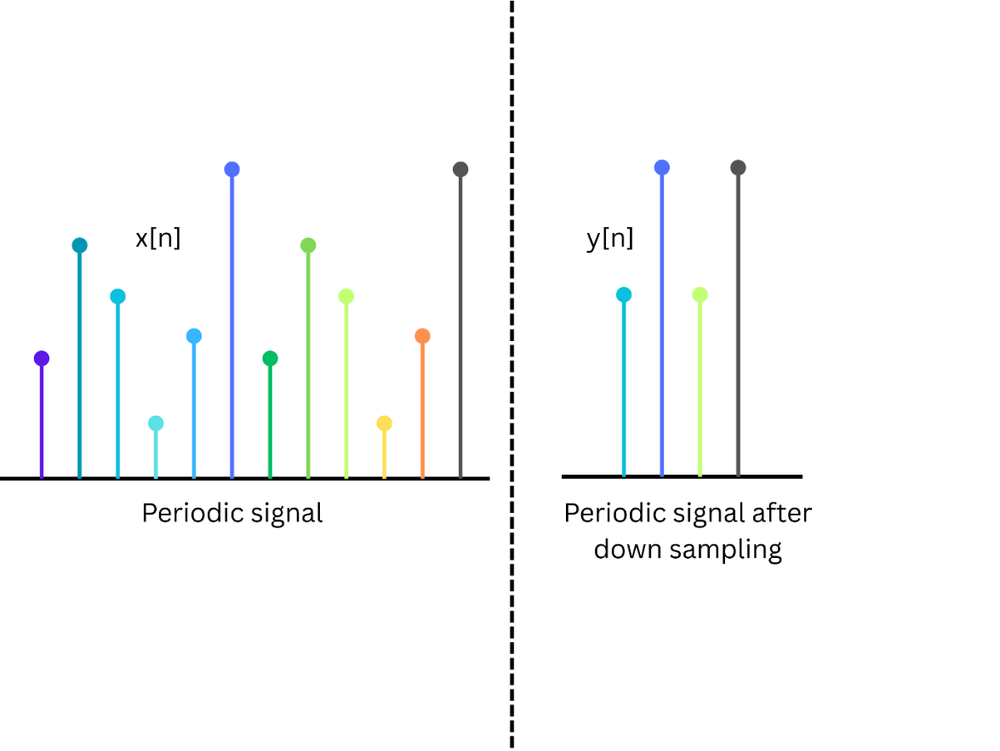 x[n]
Periodic signal
y[n]
Periodic signal after
down sampling